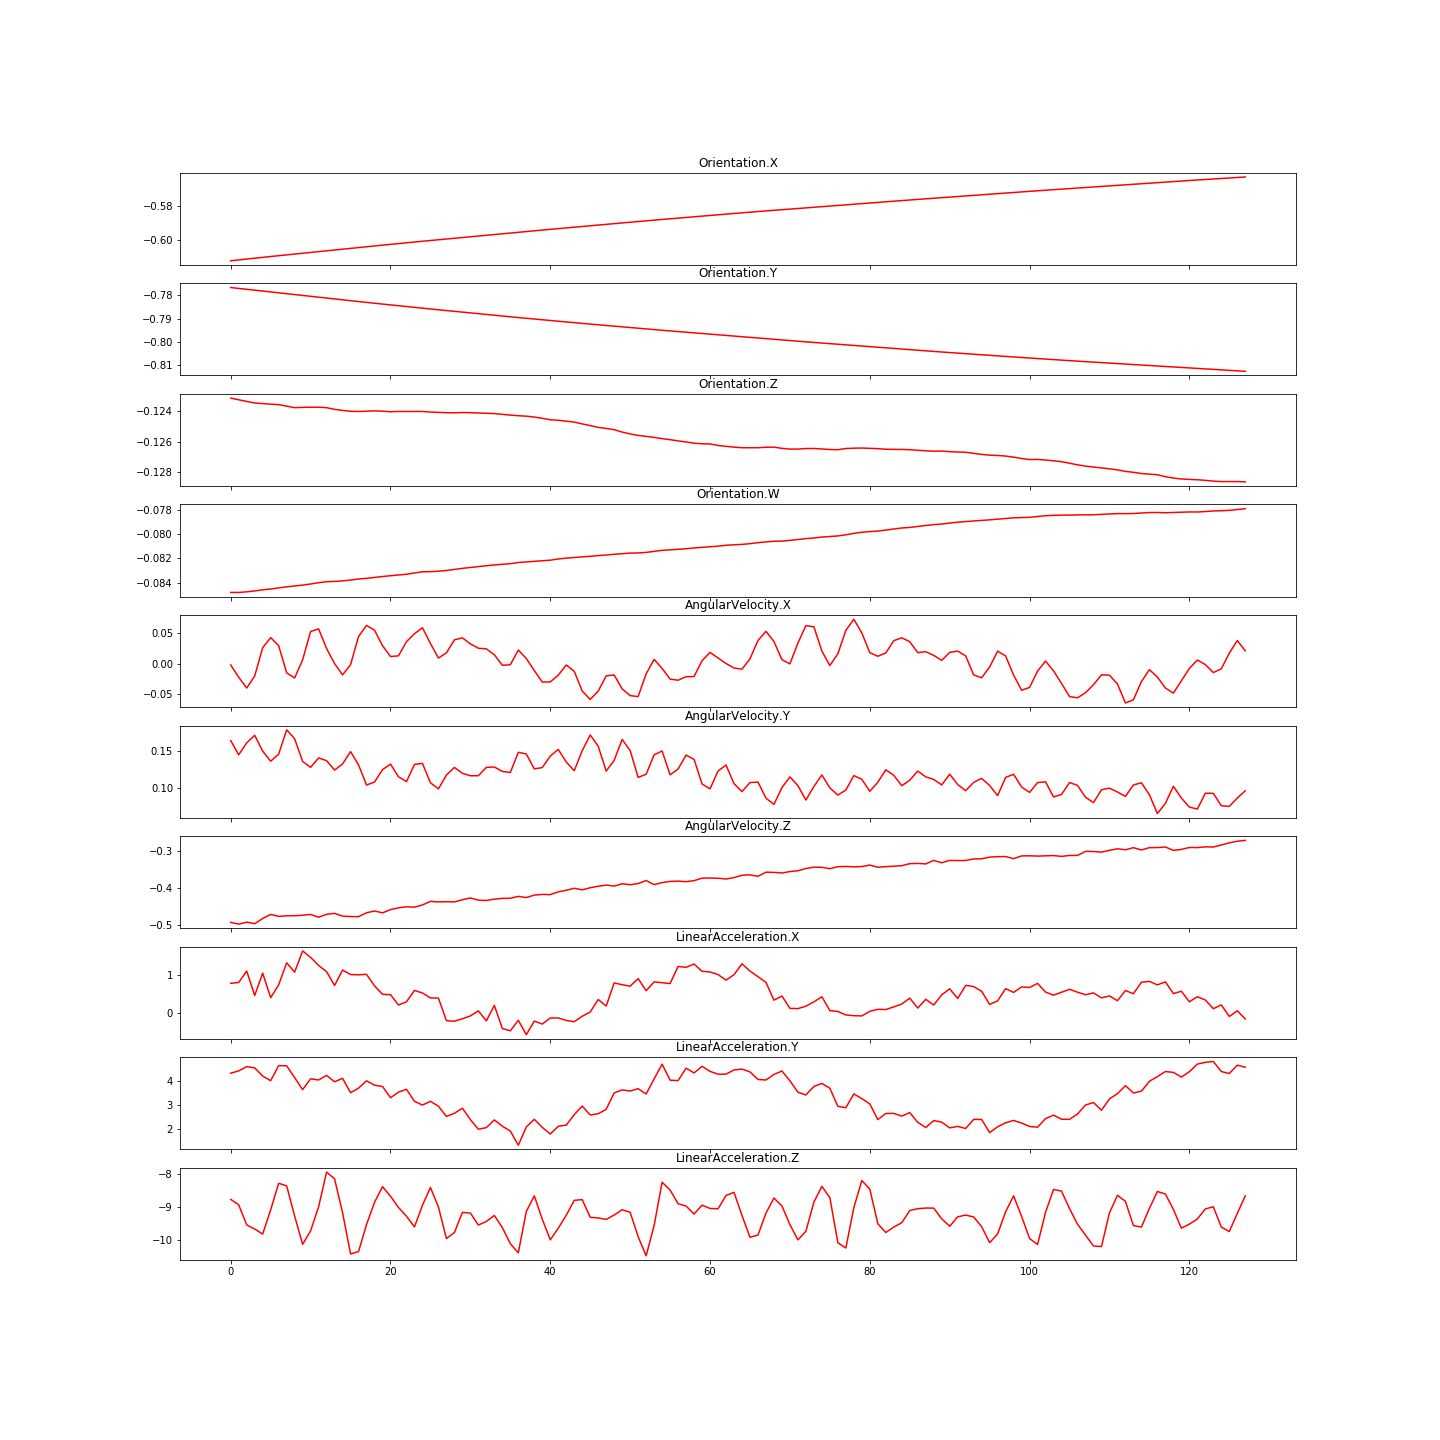 Orientation.X
−0.58
−0.60
Orientation.Y
−0.78
−0.79
−0.80
−0.81
Orientation.Z
−0.124
−0.126
−0.128
Orientation.W
−0.078
−0.080
−0.082
−0.084
AngularVelocity.X
0.05
0.00
−0.05
AngularVelocity.Y
0.15
0.10
AngularVelocity.Z
−0.3
−0.4
−0.5
LinearAcceleration.X
1
0
LinearAcceleration.Y
4
3
2
LinearAcceleration.Z
−8
−9
−10
0 20 40 60 80 100 120